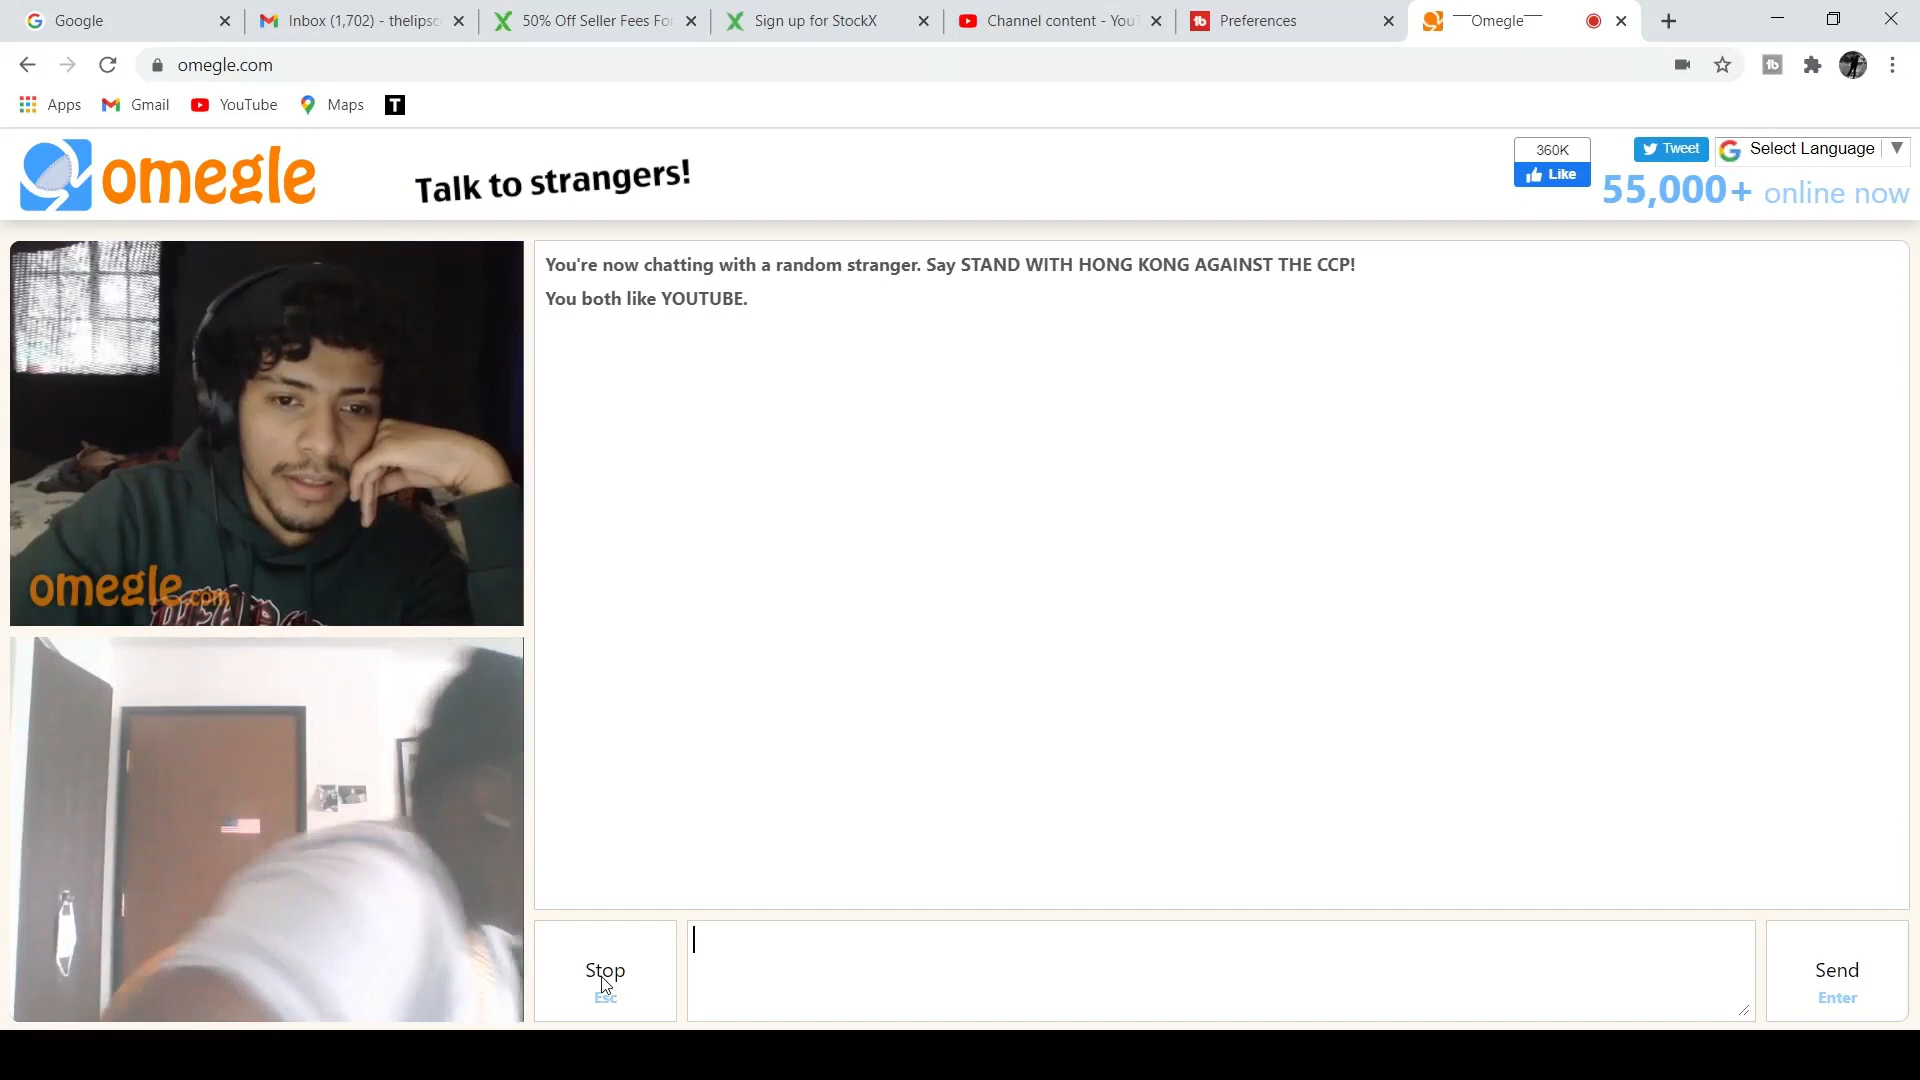 Google
Inbox (1,702) - thelipsc
50% Off Seller Fees For
Sign up for StockX
Channel content - YouT
Preferences
Omegle
omegle.com
Apps
Gmail
YouTube
Maps
T
omegle
Talk to strangers!
360K
Like
Tweet
Select Language
55,000+ online now
You're now chatting with a random stranger. Say STAND WITH HONG KONG AGAINST THE CCP!
You both like YOUTUBE.
omegle.com
Stop
Esc
Send
Enter